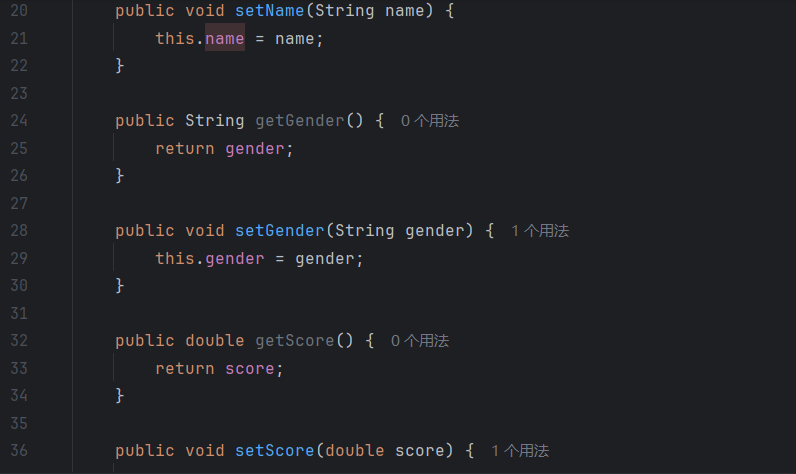 20 public void setName(String name) {
21 this.name = name;
22 }
23
24 public String getGender() { 0 个用法
25 return gender;
26 }
27
28 public void setGender(String gender) { 1 个用法
29 this.gender = gender;
30 }
31
32 public double getScore() { 0 个用法
33 return score;
34 }
35
36 public void setScore(double score) { 1 个用法